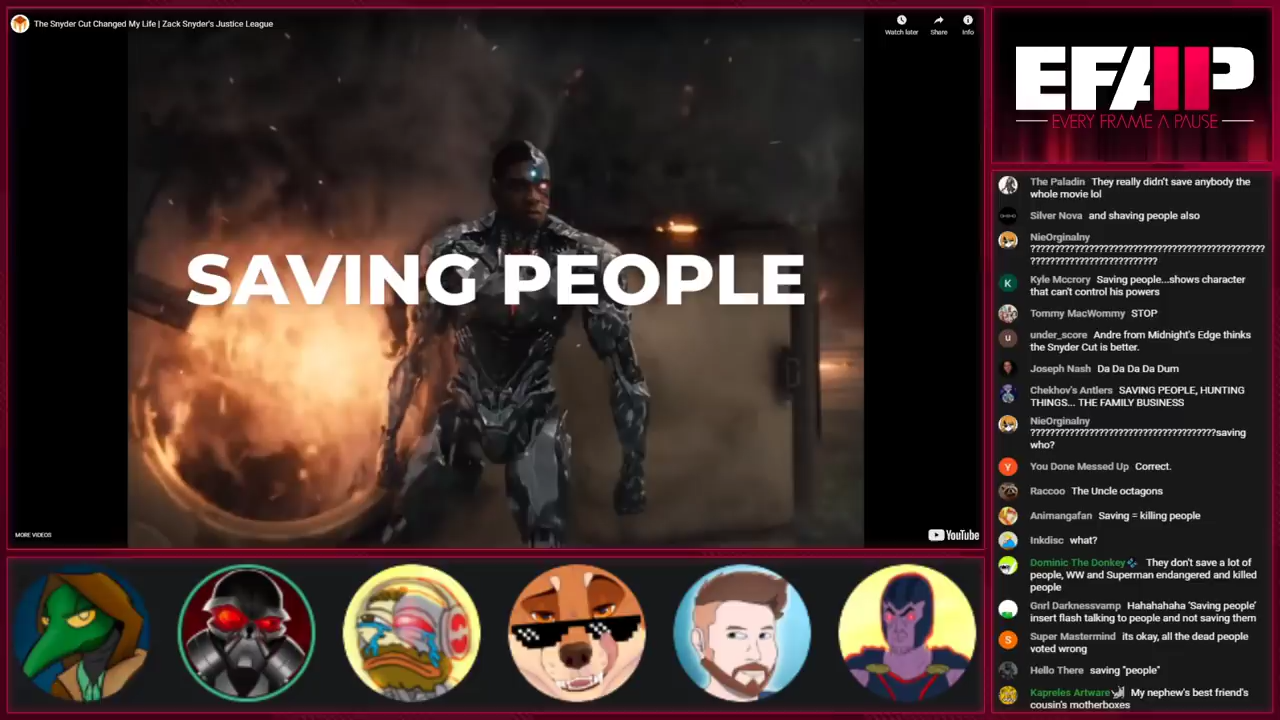 The Snyder Cut Changed My Life | Zack Snyder's Justice League
Watch later
Share
Info
SAVING PEOPLE
MORE VIDEOS
YouTube
EFAP
EVERY FRAME A PAUSE
The Paladin They really didn't save anybody the
whole movie lol
Silver Nova and shaving people also
NieOrginalny
Kyle Mccrory Saving people...shows character
that can't control his powers
Tommy MacWommy STOP
under_score Andre from Midnight's Edge thinks
the Snyder Cut is better.
Joseph Nash Da Da Da Da Dum
Chekhov's Antlers SAVING PEOPLE, HUNTING
THINGS... THE FAMILY BUSINESS
NieOrginalny
?????????????????????????????????????saving
who?
You Done Messed Up Correct.
Raccoo The Uncle octagons
Animangafan Saving = killing people
Inkdisc what?
Dominic The Donkey They don't save a lot of
people, WW and Superman endangered and killed
people
Gnrl Darknessvamp Hahahahaha 'Saving people'
insert flash talking to people and not saving them
Super Mastermind its okay, all the dead people
voted wrong
Hello There saving "people"
Kapreles Artware My nephew's best friend's
cousin's motherboxes
K
u
Y
S